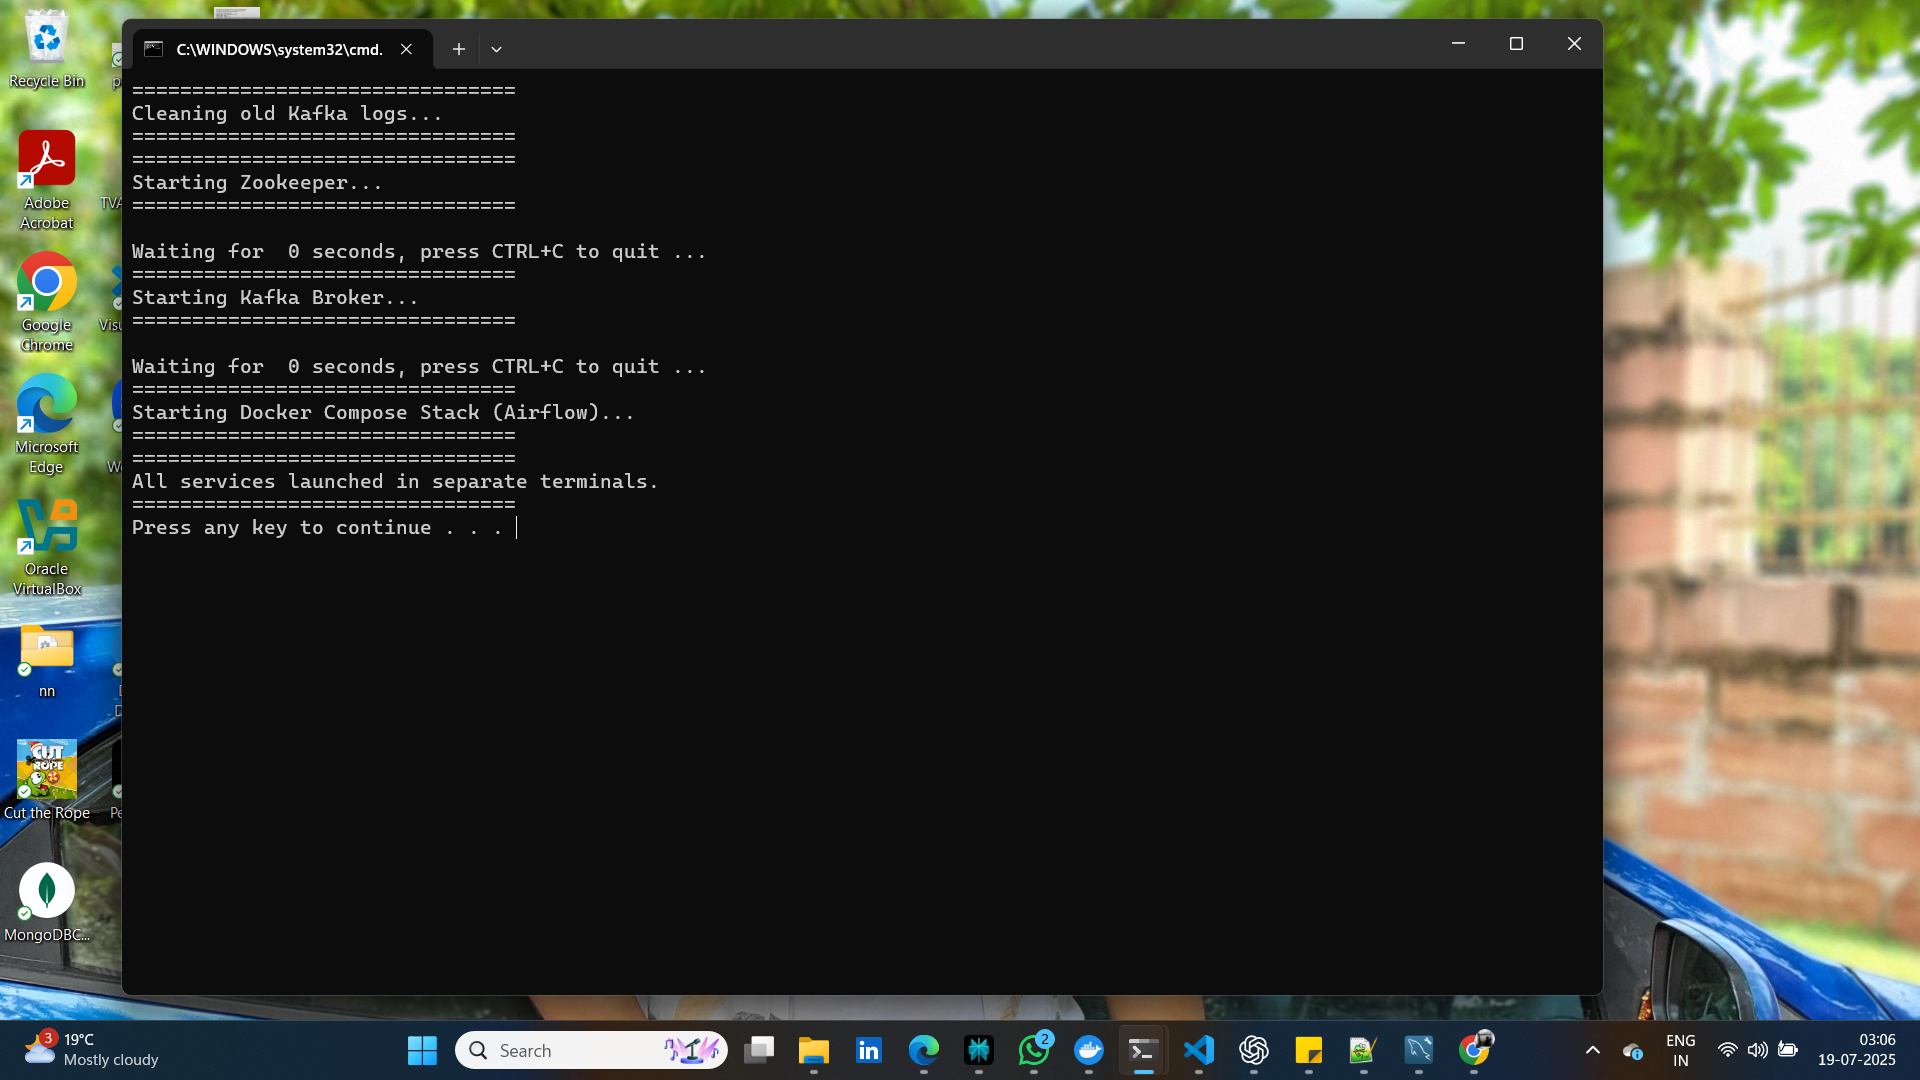 C:\WINDOWS\system32\cmd.
================================
Cleaning old Kafka logs...
================================
================================
Starting Zookeeper...
================================
Waiting for  0 seconds, press CTRL+C to quit ...
================================
Starting Kafka Broker...
================================
Waiting for  0 seconds, press CTRL+C to quit ...
================================
Starting Docker Compose Stack (Airflow)...
================================
================================
All services launched in separate terminals.
================================
Press any key to continue . . .
Recycle Bin
Adobe
Acrobat
Google
Chrome
Microsoft
Edge
Oracle
VirtualBox
nn
CUT
ROPE
Cut the Rope
MongoDBC...
3
19°C
Mostly cloudy
Search
2
ENG
IN
03:06
19-07-2025